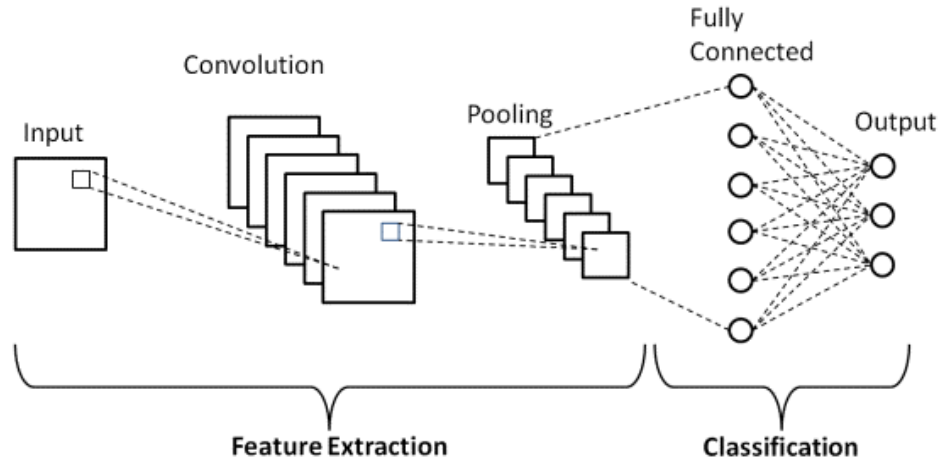 Input
Convolution
Pooling
Fully
Connected
Output
Feature Extraction
Classification